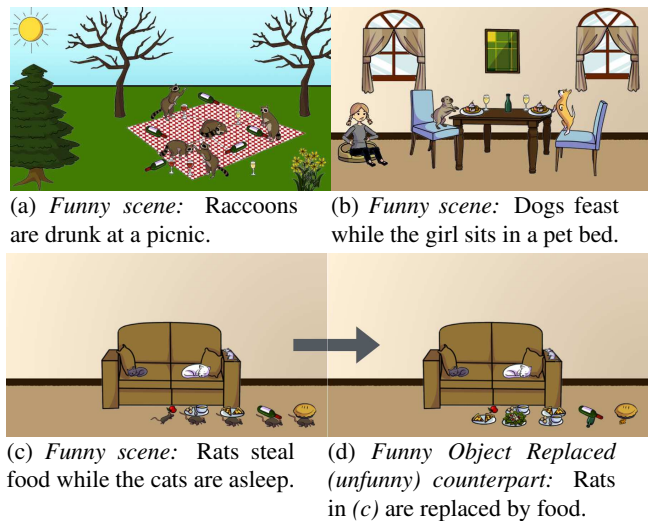 (a) Funny scene: Raccoons
are drunk at a picnic.
(b) Funny scene: Dogs feast
while the girl sits in a pet bed.
(c) Funny scene: Rats steal
food while the cats are asleep.
(d) Funny Object Replaced
(unfunny) counterpart: Rats
in (c) are replaced by food.